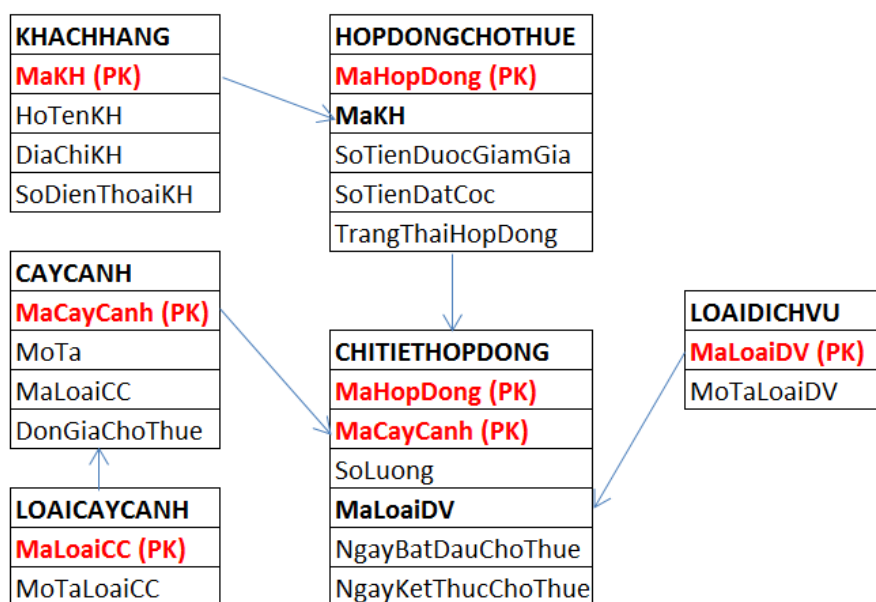 KHACHHANG
MaKH (PK)
HoTenKH
DiaChiKH
SoDienThoaiKH
HOPDONGCHOTHUE
MaHopDong (PK)
MaKH
SoTienDuocGiamGia
SoTienDatCoc
TrangThaiHopDong
CAYCANH
MaCayCanh (PK)
MoTa
MaLoaiCC
DonGiaChoThue
CHITIETHOPDONG
MaHopDong (PK)
MaCayCanh (PK)
SoLuong
MaLoaiDV
NgayBatDauChoThue
NgayKetThucChoThue
LOAIDICHVU
MaLoaiDV (PK)
MoTaLoaiDV
LOAICAYCANH
MaLoaiCC (PK)
MoTaLoaiCC